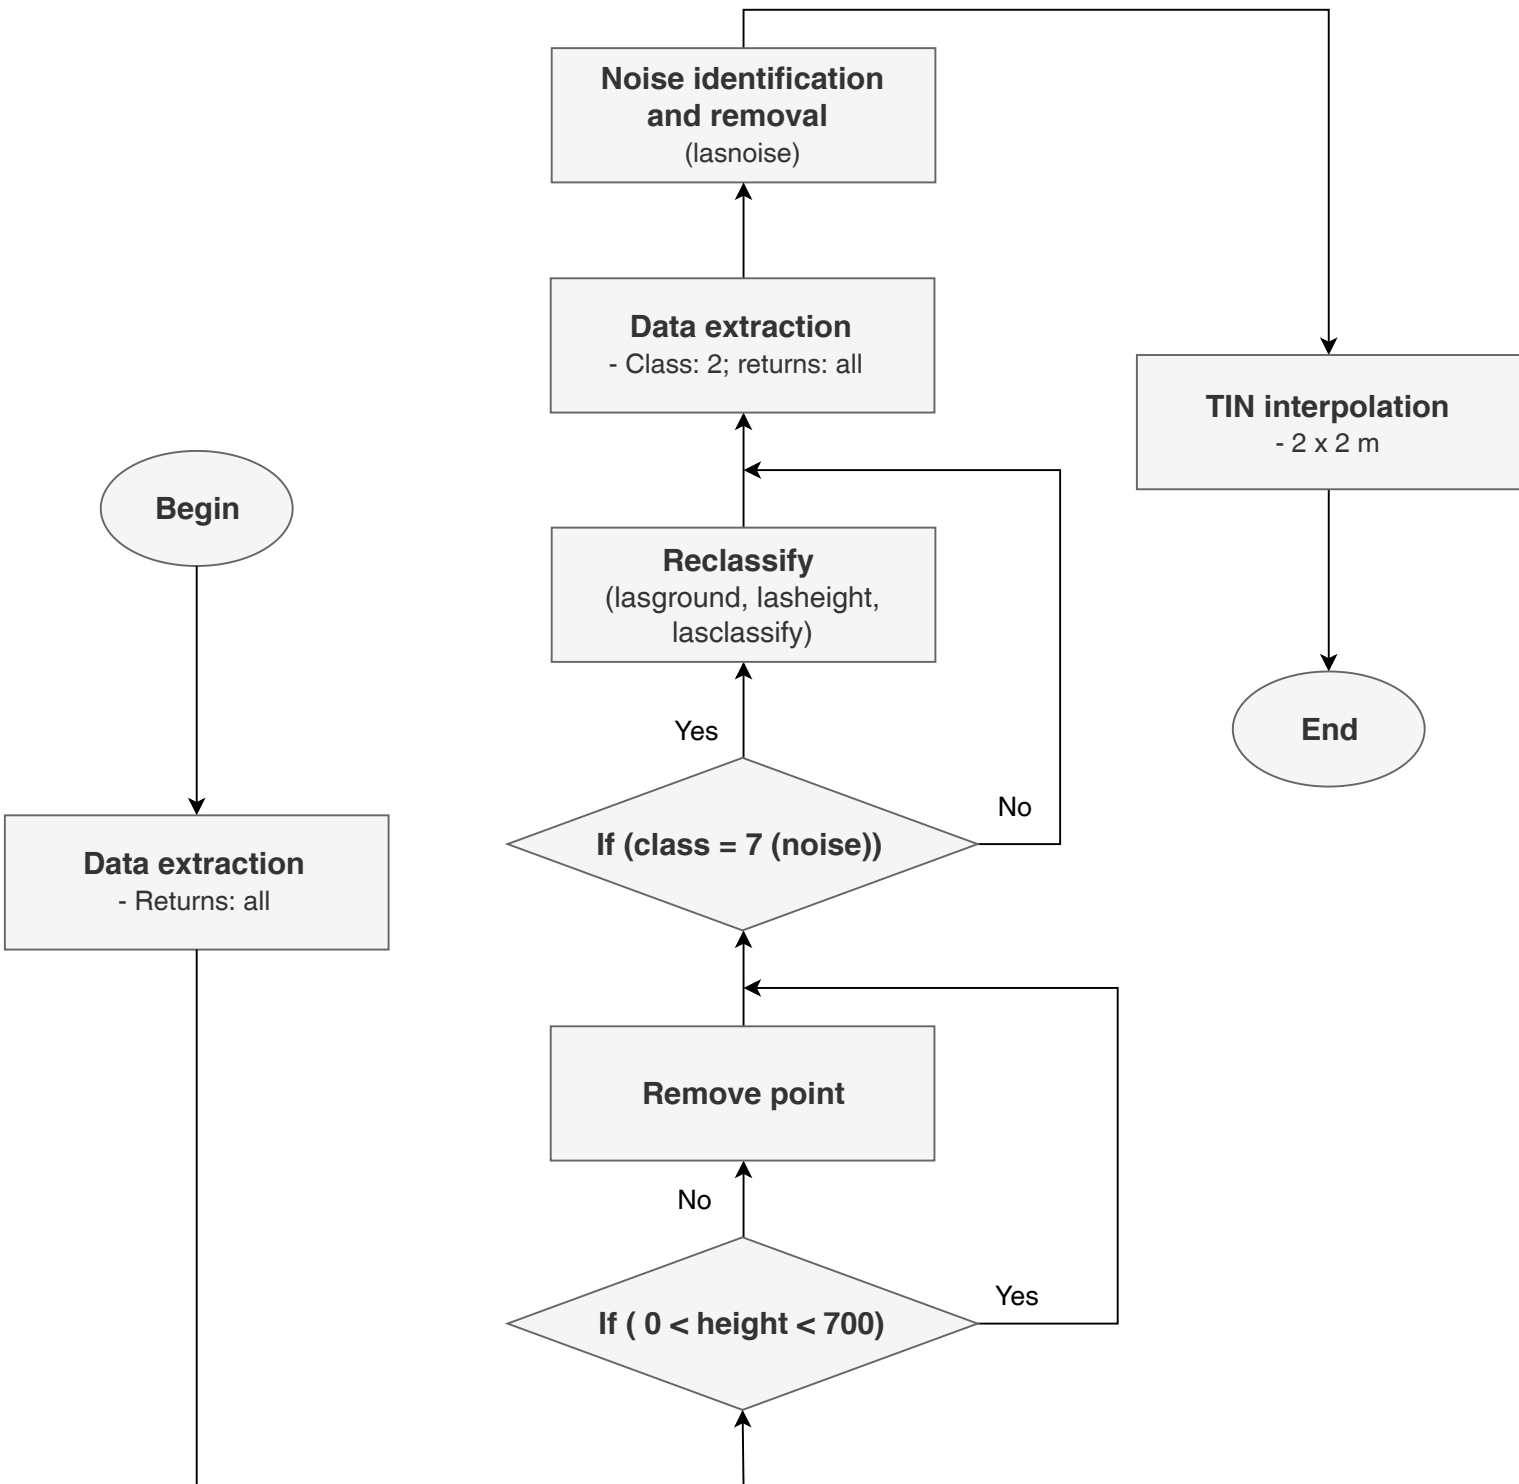 Begin
Data extraction
- Returns: all
If ( 0 < height < 700)
Yes
No
Remove point
If (class = 7 (noise))
No
Yes
Reclassify
(lasground, lasheight,
lasclassify)
Data extraction
- Class: 2; returns: all
Noise identification
and removal
(lasnoise)
TIN interpolation
- 2 x 2 m
End